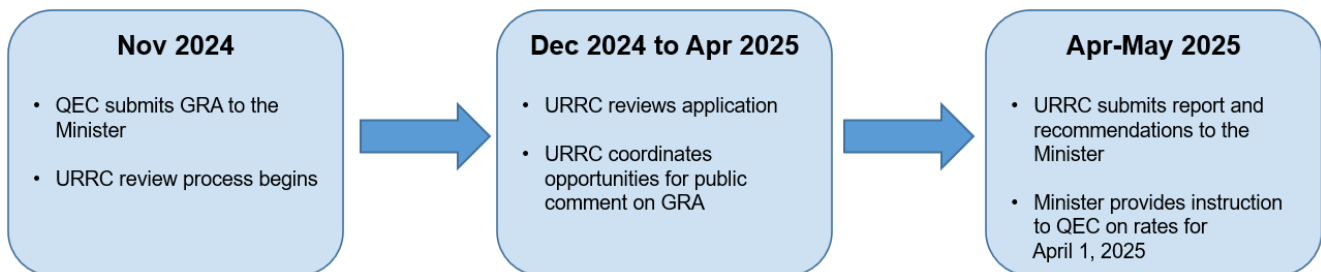 Nov 2024
• QEC submits GRA to the
Minister
• URRC review process begins
Dec 2024 to Apr 2025
• URRC reviews application
• URRC coordinates
opportunities for public
comment on GRA
Apr-May 2025
• URRC submits report and
recommendations to the
Minister
• Minister provides instruction
to QEC on rates for
April 1, 2025